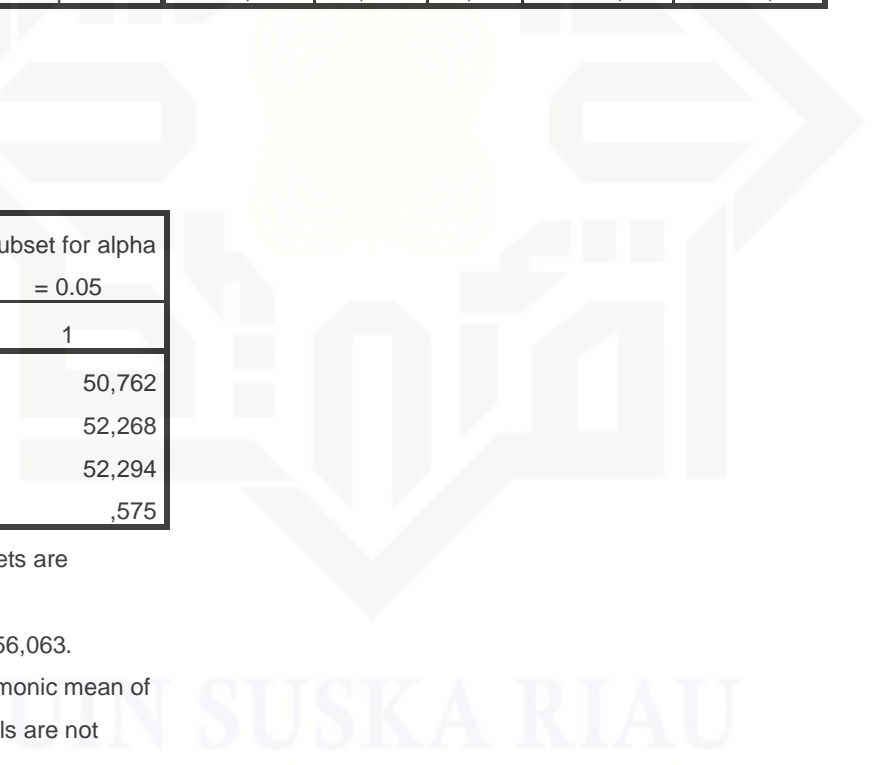 ubset for alpha
= 0.05
1
50,762
52,268
52,294
,575
ets are
56,063.
monic mean of
ls are not
UIN SUSKA RIAU